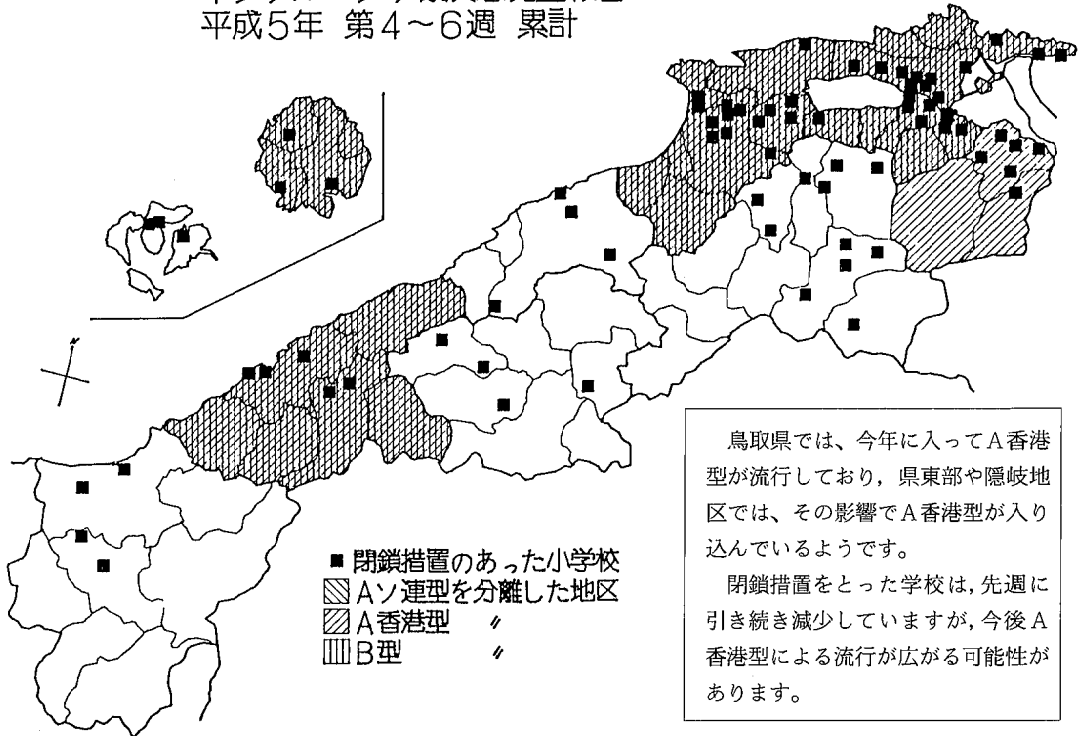 平成5年 第4～6週 累計
■ 閉鎖措置のあった小学校
Aソ連型を分離した地区
A香港型 〃
B型 〃
鳥取県では、今年に入ってA香港
型が流行しており，県東部や隠岐地
区では、その影響でA香港型が入り
込んでいるようです。
閉鎖措置をとった学校は，先週に
引き続き減少していますが，今後A
香港型による流行が広がる可能性が
あります。